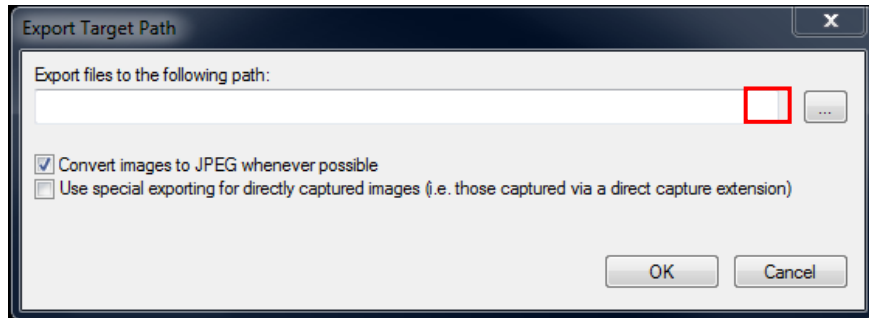 Export Target Path
x
Export files to the following path:
...
Convert images to JPEG whenever possible
Use special exporting for directly captured images (i.e. those captured via a direct capture extension)
OK Cancel